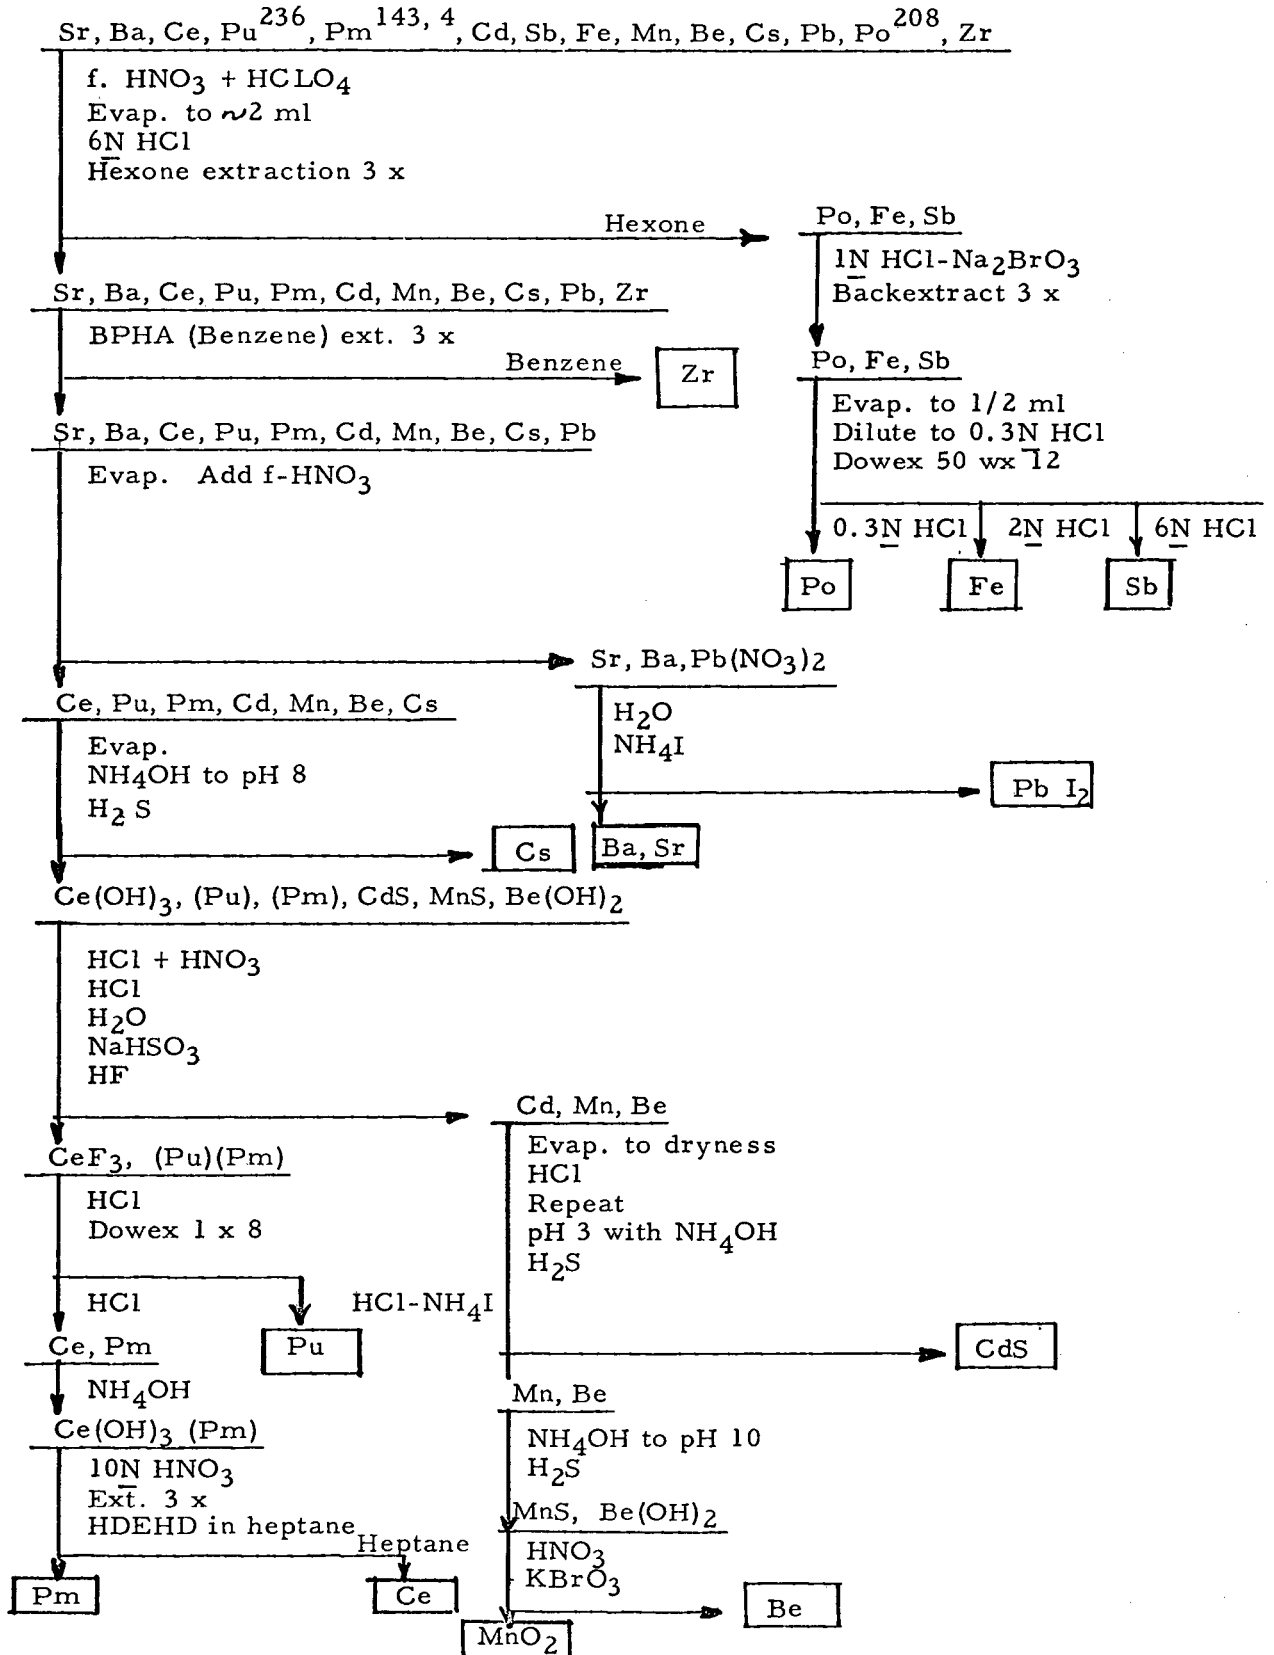 Sr, Ba, Ce, Pu²³⁶, Pm¹⁴³,⁴, Cd, Sb, Fe, Mn, Be, Cs, Pb, Po²⁰⁸, Zr
f. HNO₃ + HCLO₄
Evap. to ~2 ml
6N HCl
Hexone extraction 3 x
Hexone
Po, Fe, Sb
1N HCl-Na₂BrO₃
Backextract 3 x
Sr, Ba, Ce, Pu, Pm, Cd, Mn, Be, Cs, Pb, Zr
BPHA (Benzene) ext. 3 x
Benzene
Zr
Po, Fe, Sb
Evap. to 1/2 ml
Dilute to 0.3N HCl
Dowex 50 wx 12
Sr, Ba, Ce, Pu, Pm, Cd, Mn, Be, Cs, Pb
Evap. Add f-HNO₃
0.3N HCl
2N HCl
6N HCl
Po
Fe
Sb
Sr, Ba, Pb(NO₃)2
H₂O
NH₄I
Pb I₂
Ba, Sr
Ce, Pu, Pm, Cd, Mn, Be, Cs
Evap.
NH₄OH to pH 8
H₂ S
Cs
Ce(OH)₃, (Pu), (Pm), CdS, MnS, Be(OH)₂
HCl + HNO₃
HCl
H₂O
NaHSO₃
HF
Cd, Mn, Be
Evap. to dryness
HCl
Repeat
pH 3 with NH₄OH
H₂S
CeF₃, (Pu)(Pm)
HCl
Dowex 1 x 8
HCl
HCl-NH₄I
Pu
CdS
Ce, Pm
NH₄OH
Mn, Be
NH₄OH to pH 10
H₂S
Ce(OH)₃ (Pm)
10N HNO₃
Ext. 3 x
HDEHD in heptane
Heptane
MnS, Be(OH)₂
HNO₃
KBrO₃
Pm
Ce
Be
MnO₂